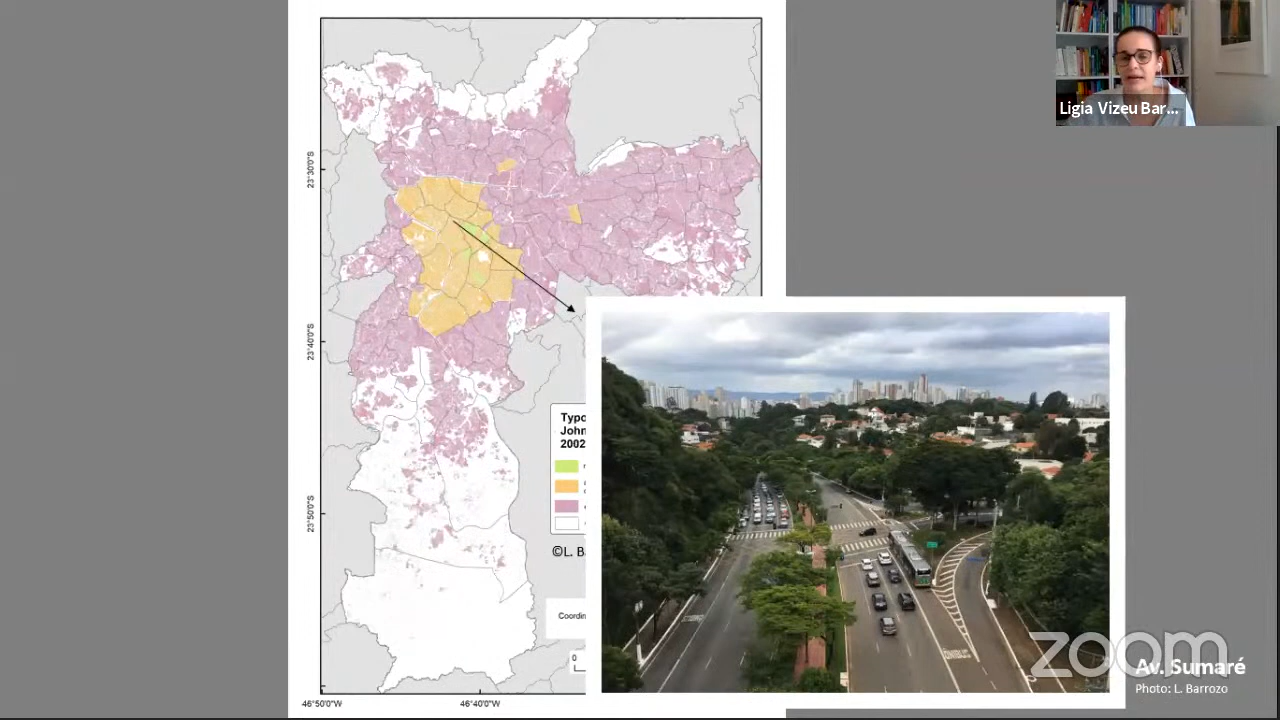 Ligia Vizeu Bar...
23°30'0"S
23°40'0"S
23°50'0"S
Typo
John
2002
©L. B
Coordin
0
46°50'0"W
46°40'0"W
zoom
Av. Sumaré
Photo: L. Barrozo